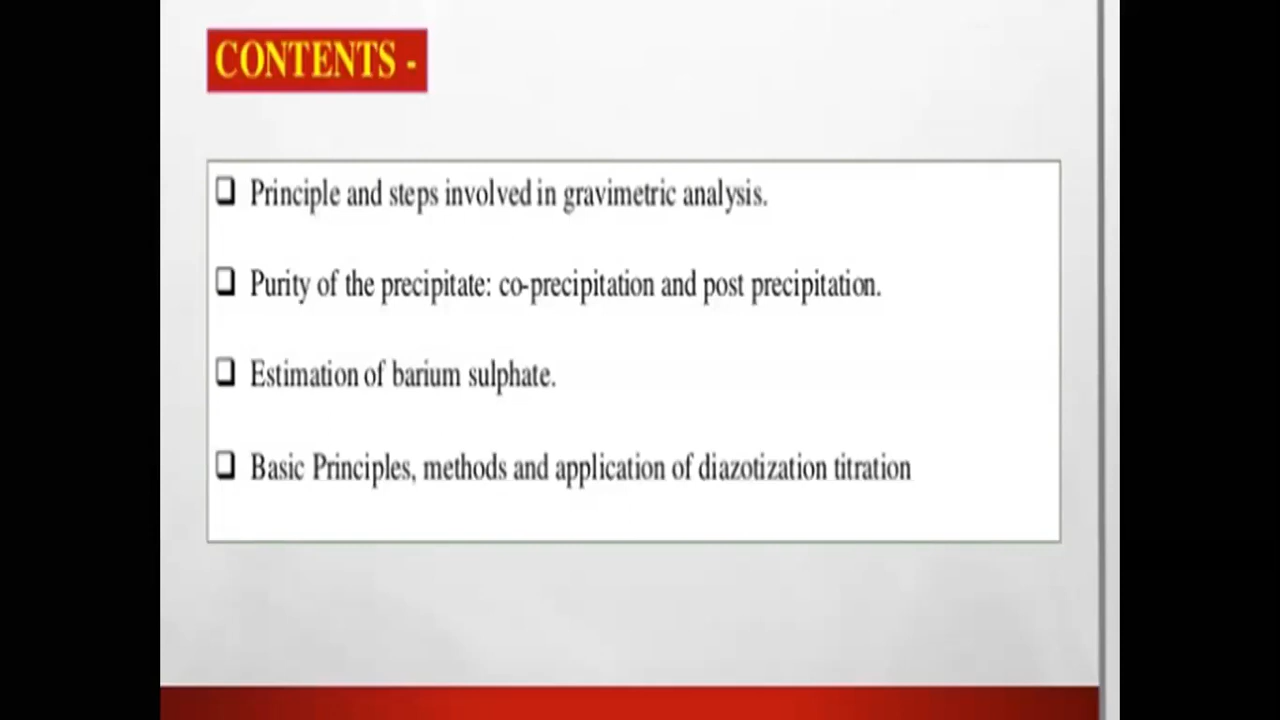 CONTENTS -
❑ Principle and steps involved in gravimetric analysis.
❑ Purity of the precipitate: co-precipitation and post precipitation.
❑ Estimation of barium sulphate.
❑ Basic Principles, methods and application of diazotization titration